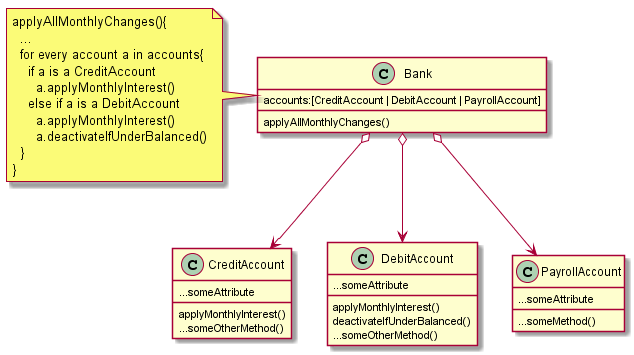 applyAllMonthlyChanges(){
...
for every account a in accounts{
if a is a CreditAccount
a.applyMonthlyInterest()
else if a is a DebitAccount
a.applyMonthlyInterest()
a.deactivateIfUnderBalanced()
}
}
C Bank
accounts:[CreditAccount | DebitAccount | PayrollAccount]
applyAllMonthlyChanges()
C CreditAccount
...someAttribute
applyMonthlyInterest()
...someOtherMethod()
C DebitAccount
...someAttribute
applyMonthlyInterest()
deactivateIfUnderBalanced()
...someOtherMethod()
C PayrollAccount
...someAttribute
...someMethod()